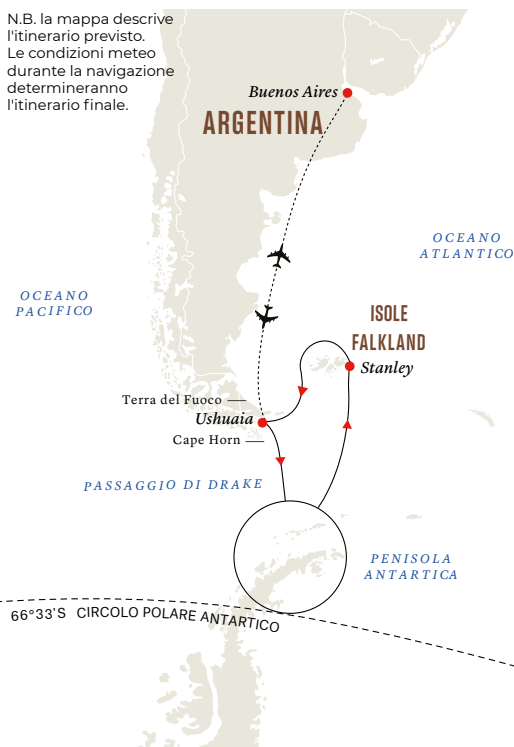 N.B. la mappa descrive
l'itinerario previsto.
Le condizioni meteo
durante la navigazione
determineranno
l'itinerario finale.
Buenos Aires
ARGENTINA
OCEANO
ATLANTICO
OCEANO
PACIFICO
ISOLE
FALKLAND
Stanley
Terra del Fuoco
Ushuaia
Cape Horn
PASSAGGIO DI DRAKE
PENISOLA
ANTARTICA
66°33'S CIRCOLO POLARE ANTARTICO